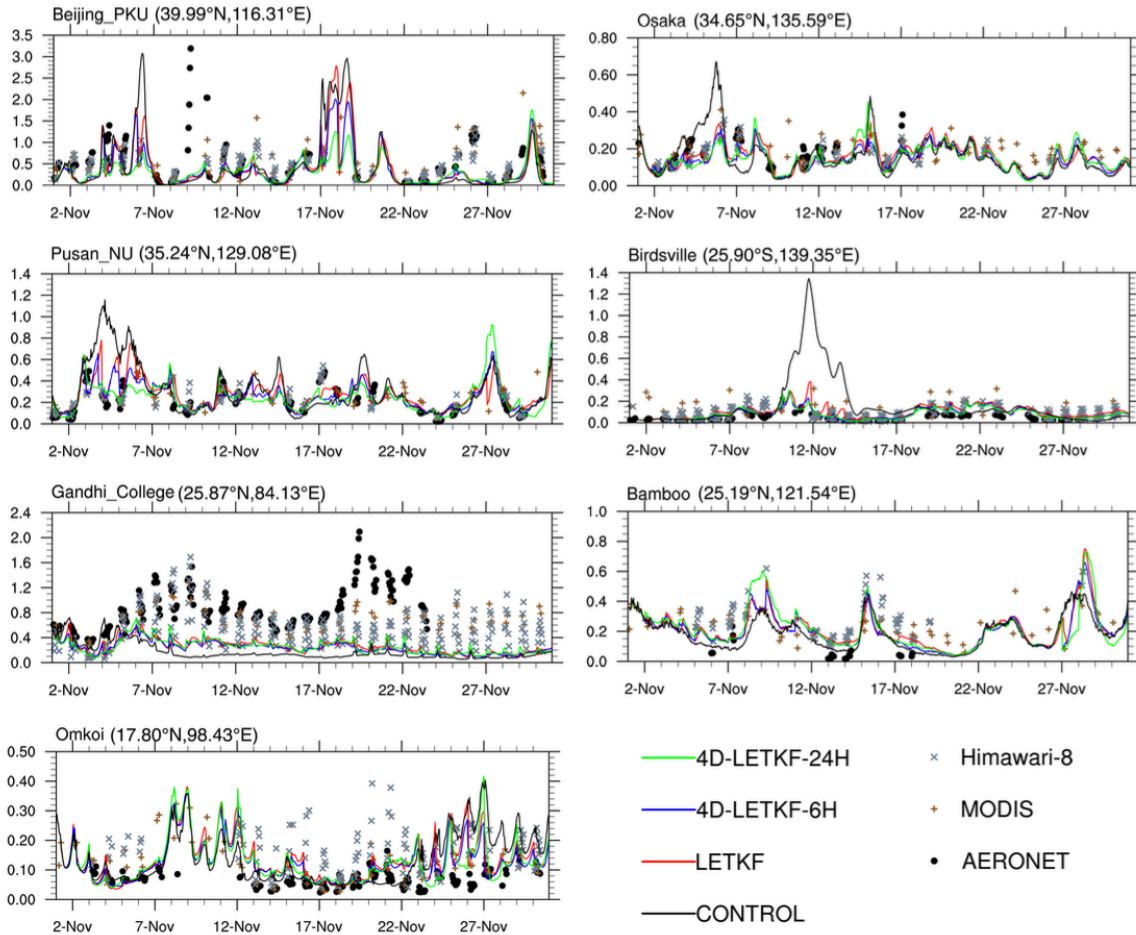 Beijing_PKU (39.99°N,116.31°E)
3.5
3.0
2.5
2.0
1.5
1.0
0.5
0.0
2-Nov 7-Nov 12-Nov 17-Nov 22-Nov 27-Nov
Osaka (34.65°N,135.59°E)
0.80
0.60
0.40
0.20
0.00
2-Nov 7-Nov 12-Nov 17-Nov 22-Nov 27-Nov
Pusan_NU (35.24°N,129.08°E)
1.4
1.2
1.0
0.8
0.6
0.4
0.2
0.0
2-Nov 7-Nov 12-Nov 17-Nov 22-Nov 27-Nov
Birdsville (25.90°S,139.35°E)
1.4
1.2
1.0
0.8
0.6
0.4
0.2
0.0
2-Nov 7-Nov 12-Nov 17-Nov 22-Nov 27-Nov
Gandhi_College (25.87°N,84.13°E)
2.4
2.0
1.6
1.2
0.8
0.4
0.0
2-Nov 7-Nov 12-Nov 17-Nov 22-Nov 27-Nov
Bamboo (25.19°N,121.54°E)
1.0
0.8
0.6
0.4
0.2
0.0
2-Nov 7-Nov 12-Nov 17-Nov 22-Nov 27-Nov
Omkoi (17.80°N,98.43°E)
0.50
0.40
0.30
0.20
0.10
0.00
2-Nov 7-Nov 12-Nov 17-Nov 22-Nov 27-Nov
4D-LETKF-24H
4D-LETKF-6H
LETKF
CONTROL
Himawari-8
MODIS
AERONET